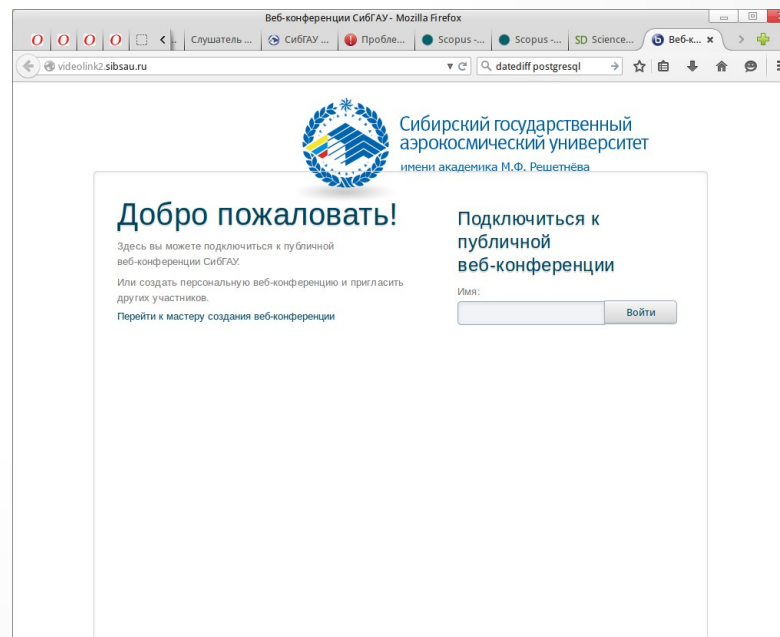 Веб-конференции СибГАУ - Mozilla Firefox
O O O O Слушатель ... СибГАУ ... Пробле... Scopus -... Scopus -... SD Science... Веб-к...
videolink2.sibsau.ru datediff postgresql
Сибирский государственный
аэрокосмический университет
имени академика М.Ф. Решетнёва
Добро пожаловать!
Здесь вы можете подключиться к публичной
веб-конференции СибГАУ.
Или создать персональную веб-конференцию и пригласить
других участников.
Перейти к мастеру создания веб-конференции
Подключиться к
публичной
веб-конференции
Имя:
Войти